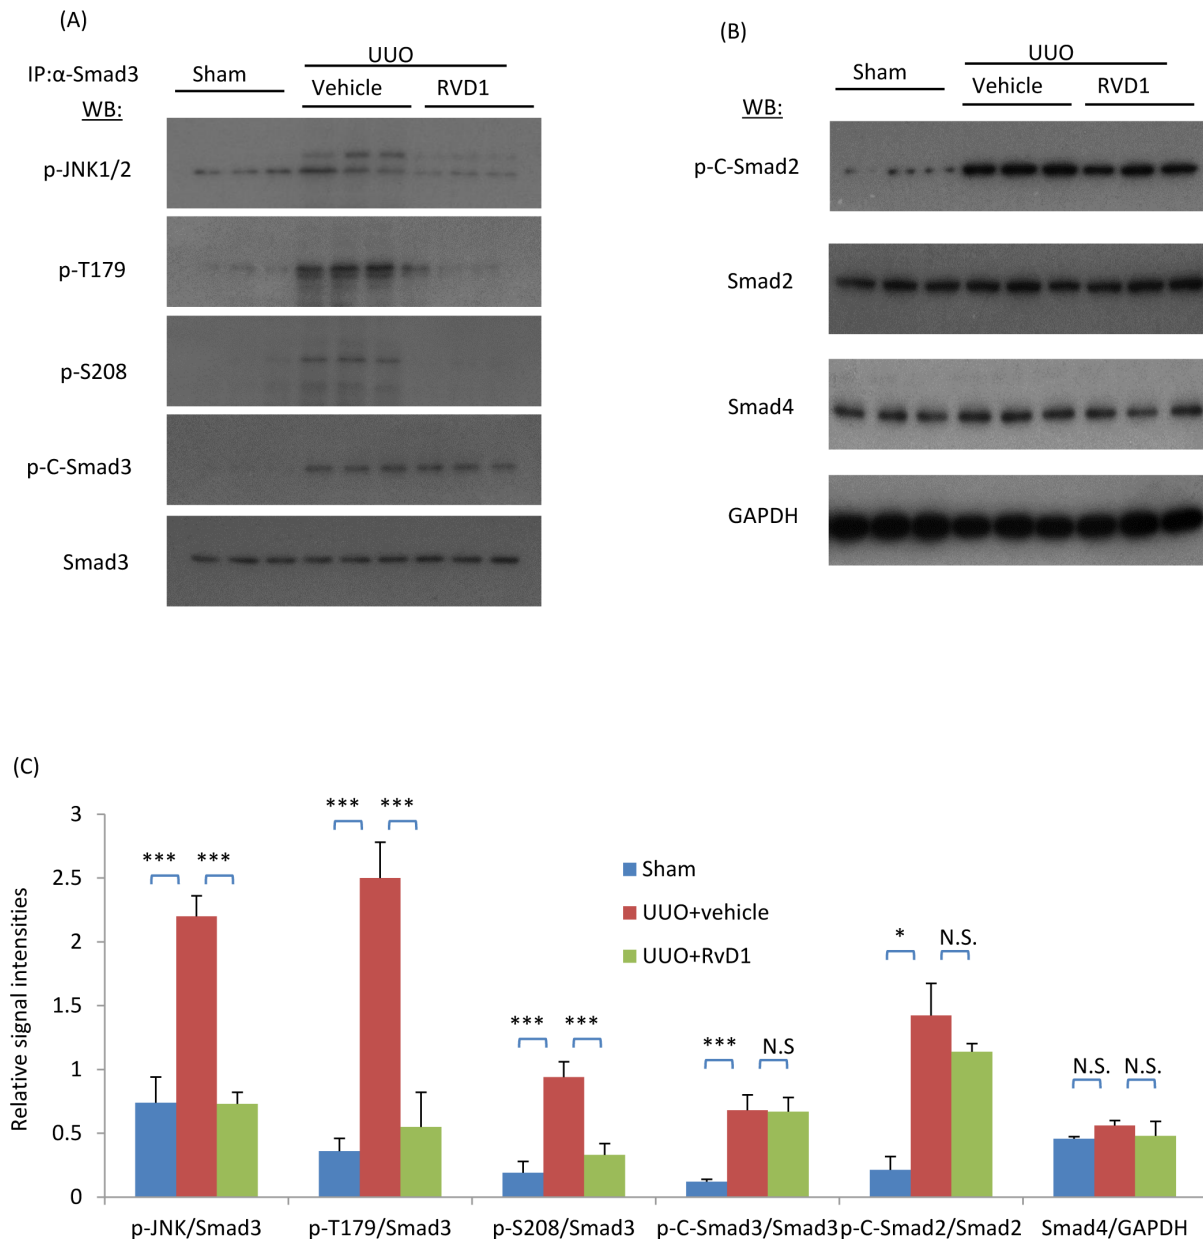 (A)
IP:α-Smad3
Sham
UUO
Vehicle
RVD1
WB:
p-JNK1/2
p-T179
p-S208
p-C-Smad3
Smad3
(B)
Sham
UUO
Vehicle
RVD1
WB:
p-C-Smad2
Smad2
Smad4
GAPDH
(C)
Relative signal intensities
3
2.5
2
1.5
1
0.5
0
*** ***
*** ***
*** ***
*** N.S
* N.S.
N.S. N.S.
Sham
UUO+vehicle
UUO+RvD1
p-JNK/Smad3 p-T179/Smad3 p-S208/Smad3 p-C-Smad3/Smad3 p-C-Smad2/Smad2 Smad4/GAPDH